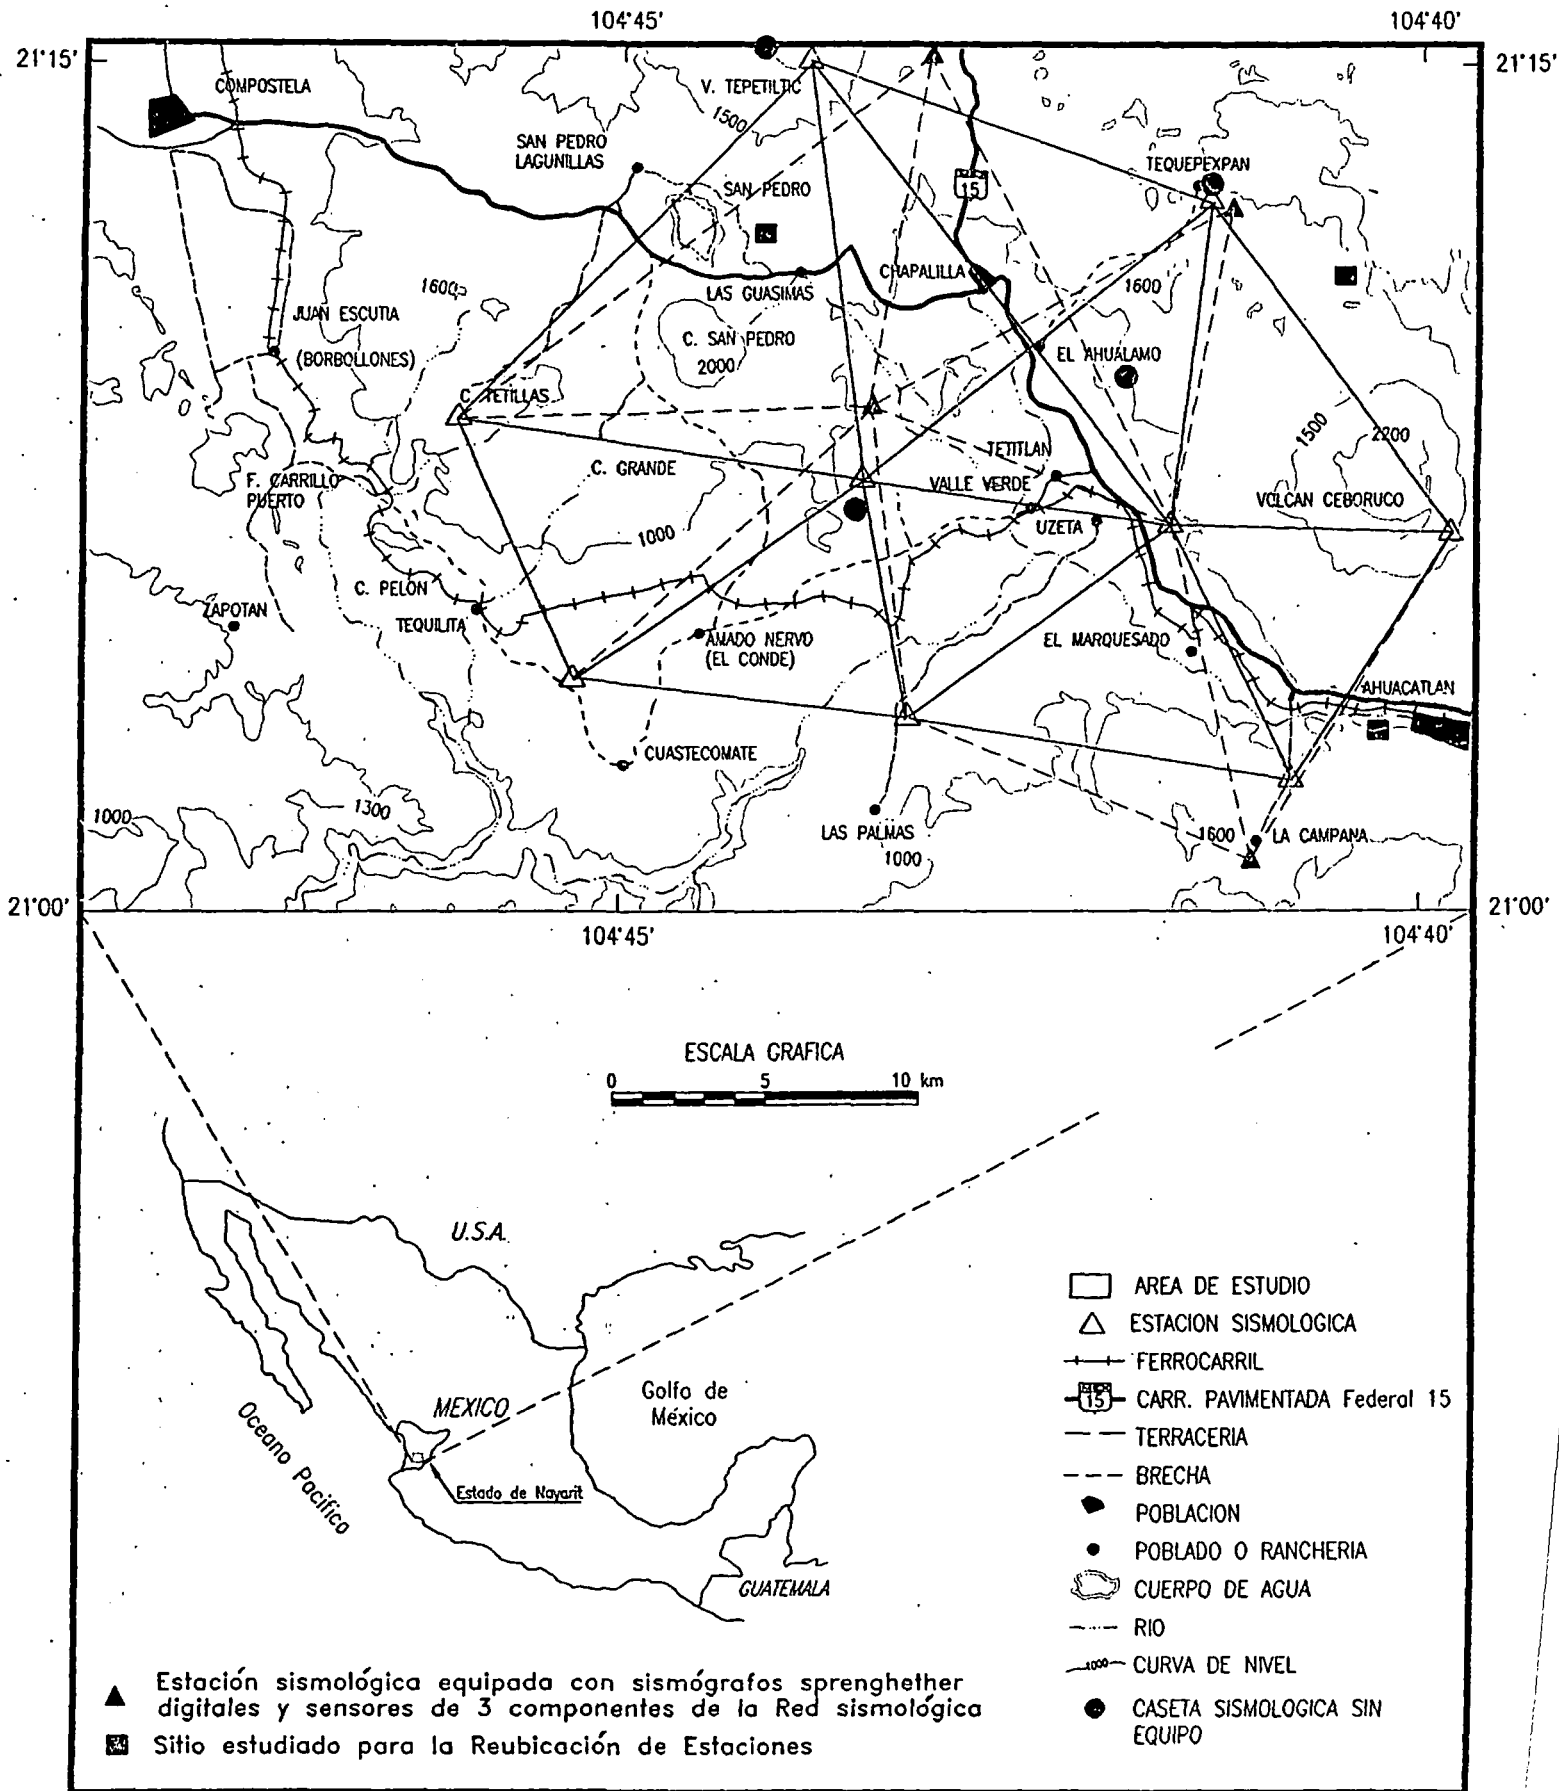 104°45'
104°40'
21°15'
21°15'
COMPOSTELA
V. TEPETILTIC
1500
SAN PEDRO
LAGUNILLAS
SAN PEDRO
15
TEQUEPEXPAN
CHAPALILLA
1600
LAS GUASIMAS
1600
JUAN ESCUTIA
(BORBOLLONES)
C. SAN PEDRO
2000
EL AHUALAMO
C. TETILLAS
1500
2200
TETITLAN
C. GRANDE
VALLE VERDE
F. CARRILLO
PUERTO
VOLCAN CEBORUCO
UZETA
1000
C. PELON
ZAPOTAN
TEQUILITA
AMADO NERVO
(EL CONDE)
EL MARQUESADO
AHUACATLAN
CUASTECOMATE
1300
1000
LAS PALMAS
1000
1600
LA CAMPANA
21°00'
21°00'
104°45'
104°40'
ESCALA GRAFICA
0 5 10 km
U.S.A.
MEXICO
Golfo de
México
Oceano Pacifico
Estado de Nayarit
GUATEMALA
AREA DE ESTUDIO
ESTACION SISMOLOGICA
FERROCARRIL
15 CARR. PAVIMENTADA Federal 15
TERRACERIA
BRECHA
POBLACION
POBLADO O RANCHERIA
CUERPO DE AGUA
RIO
1000 CURVA DE NIVEL
CASETA SISMOLOGICA SIN
EQUIPO
Estación sismológica equipada con sismógrafos sprenghether
digitales y sensores de 3 componentes de la Red sismológica
Sitio estudiado para la Reubicación de Estaciones